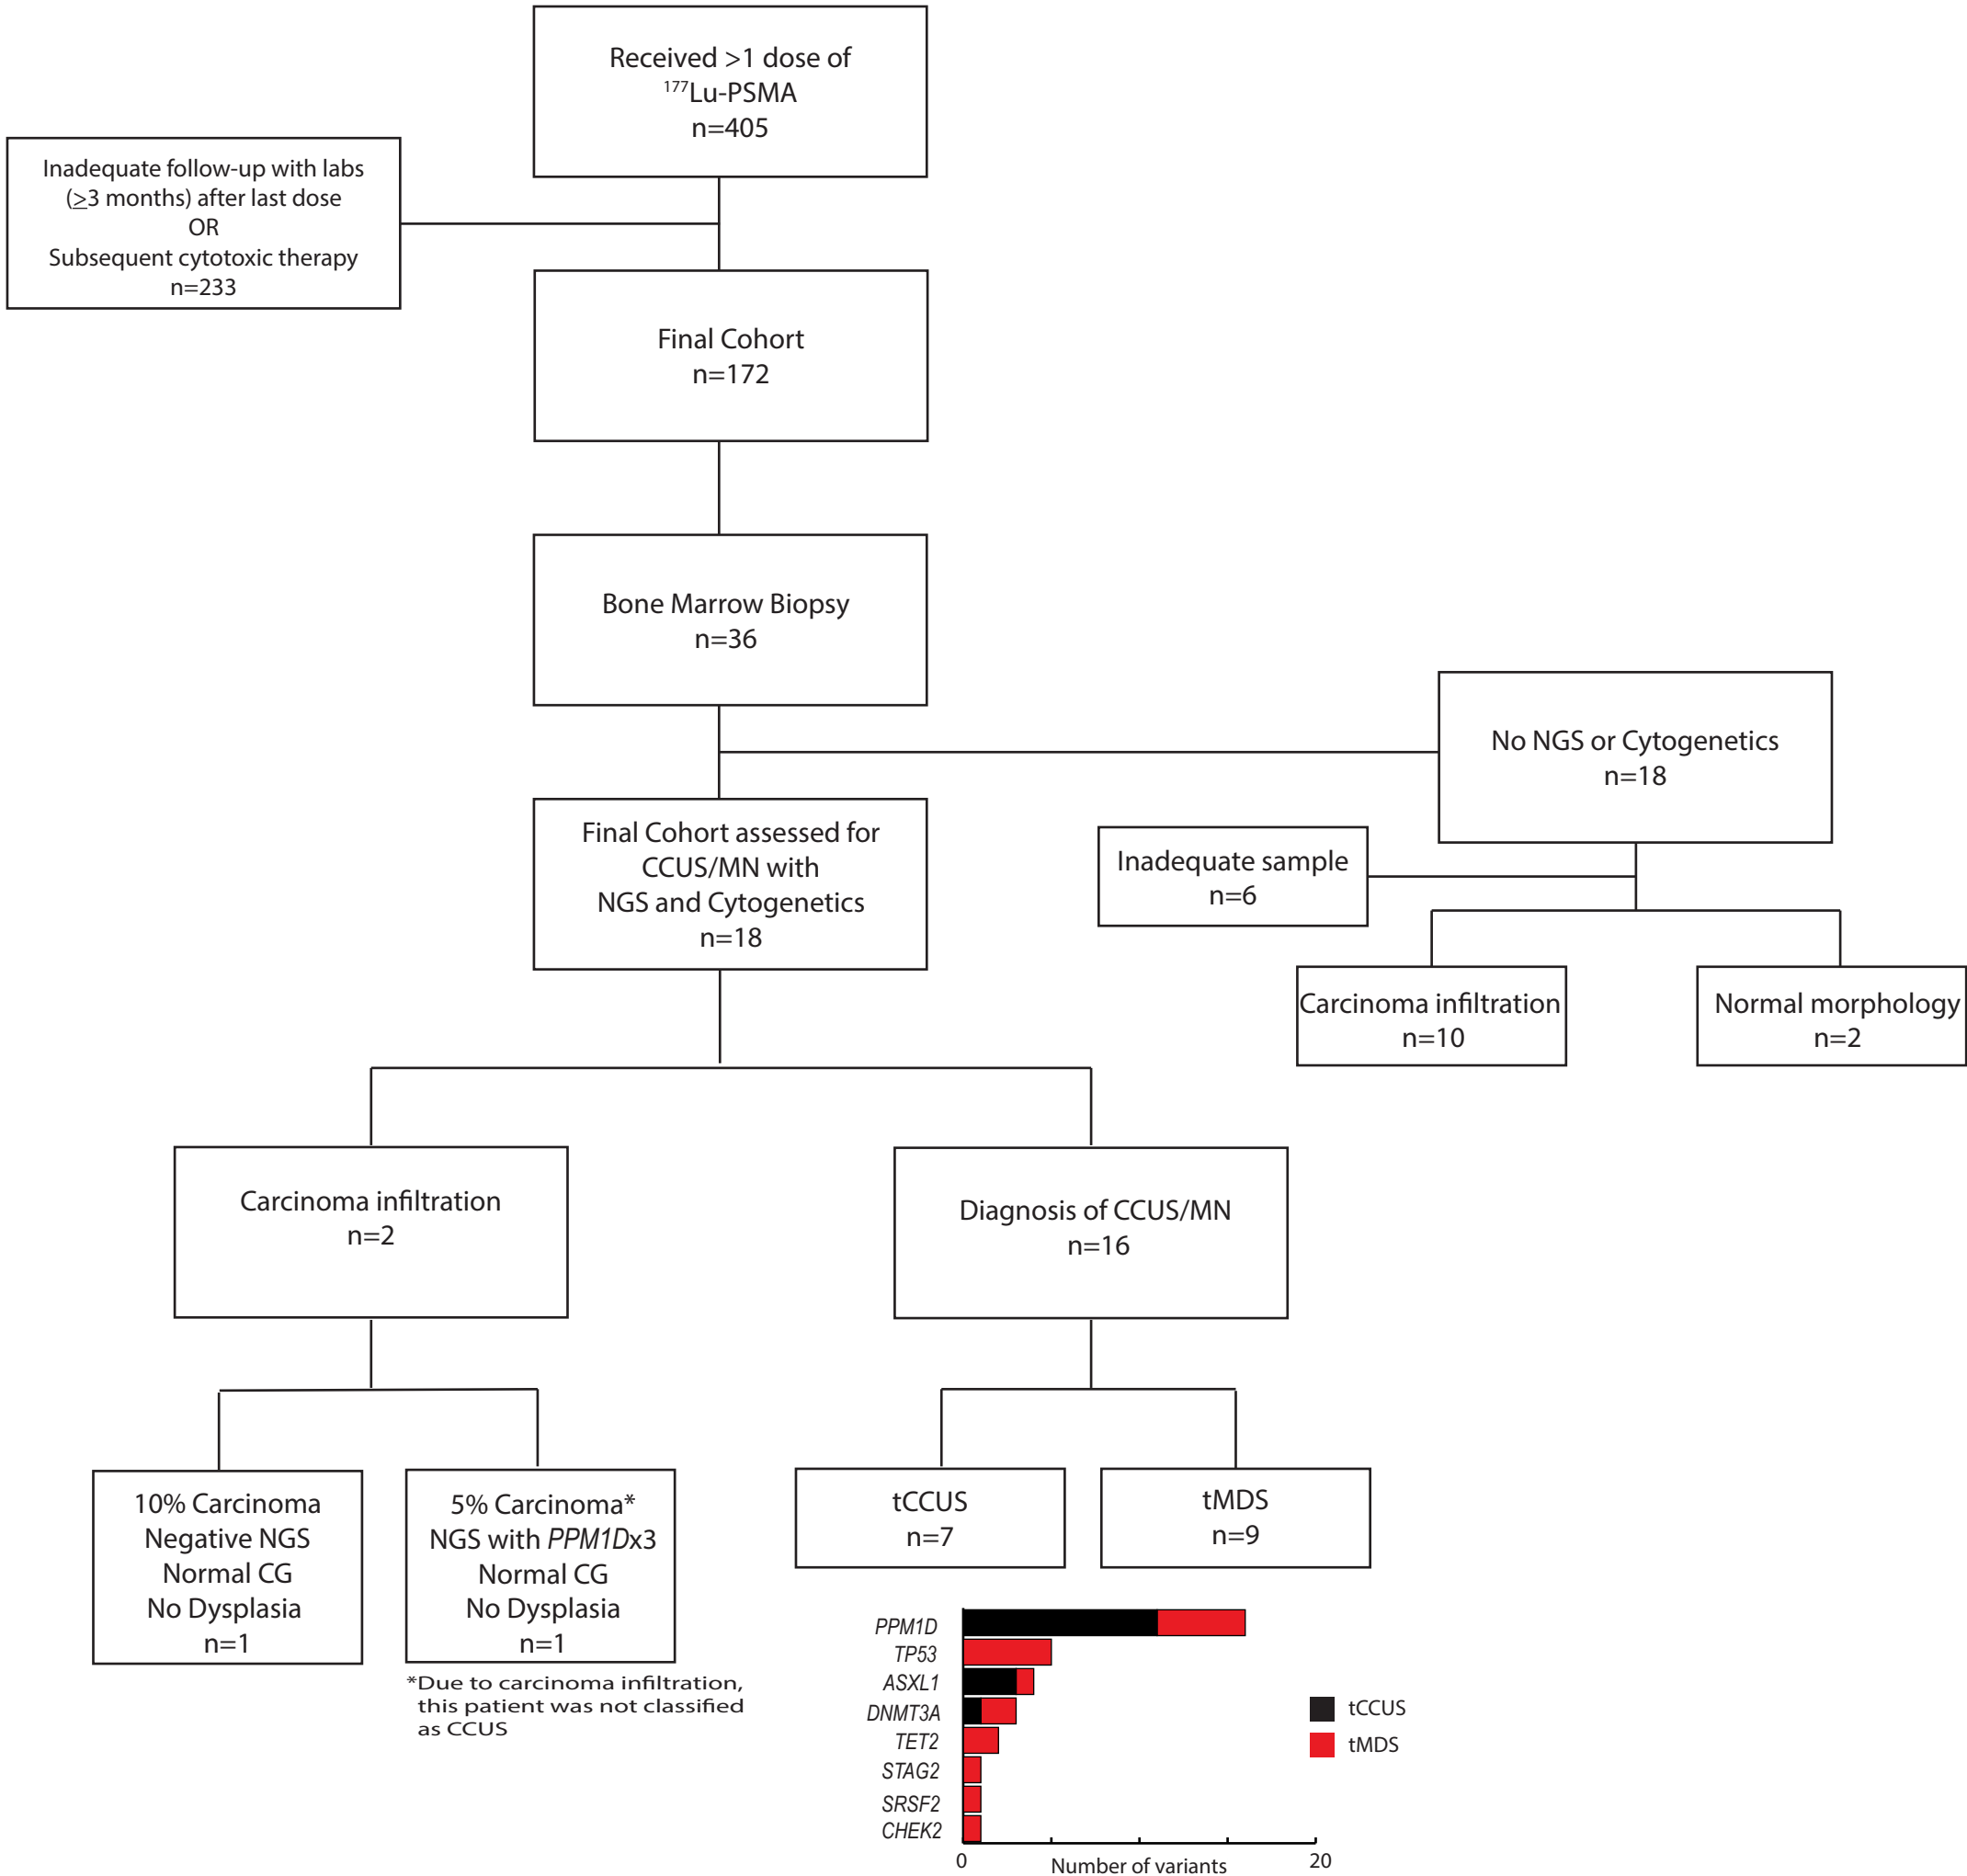 Received >1 dose of
177Lu-PSMA
n=405
Inadequate follow-up with labs
(≥3 months) after last dose
OR
Subsequent cytotoxic therapy
n=233
Final Cohort
n=172
Bone Marrow Biopsy
n=36
No NGS or Cytogenetics
n=18
Final Cohort assessed for
CCUS/MN with
NGS and Cytogenetics
n=18
Inadequate sample
n=6
Carcinoma infiltration
n=10
Normal morphology
n=2
Carcinoma infiltration
n=2
Diagnosis of CCUS/MN
n=16
10% Carcinoma
Negative NGS
Normal CG
No Dysplasia
n=1
5% Carcinoma*
NGS with PPM1Dx3
Normal CG
No Dysplasia
n=1
*Due to carcinoma infiltration,
this patient was not classified
as CCUS
tCCUS
n=7
tMDS
n=9
PPM1D
TP53
ASXL1
DNMT3A
TET2
STAG2
SRSF2
CHEK2
0
20
Number of variants
tCCUS
tMDS